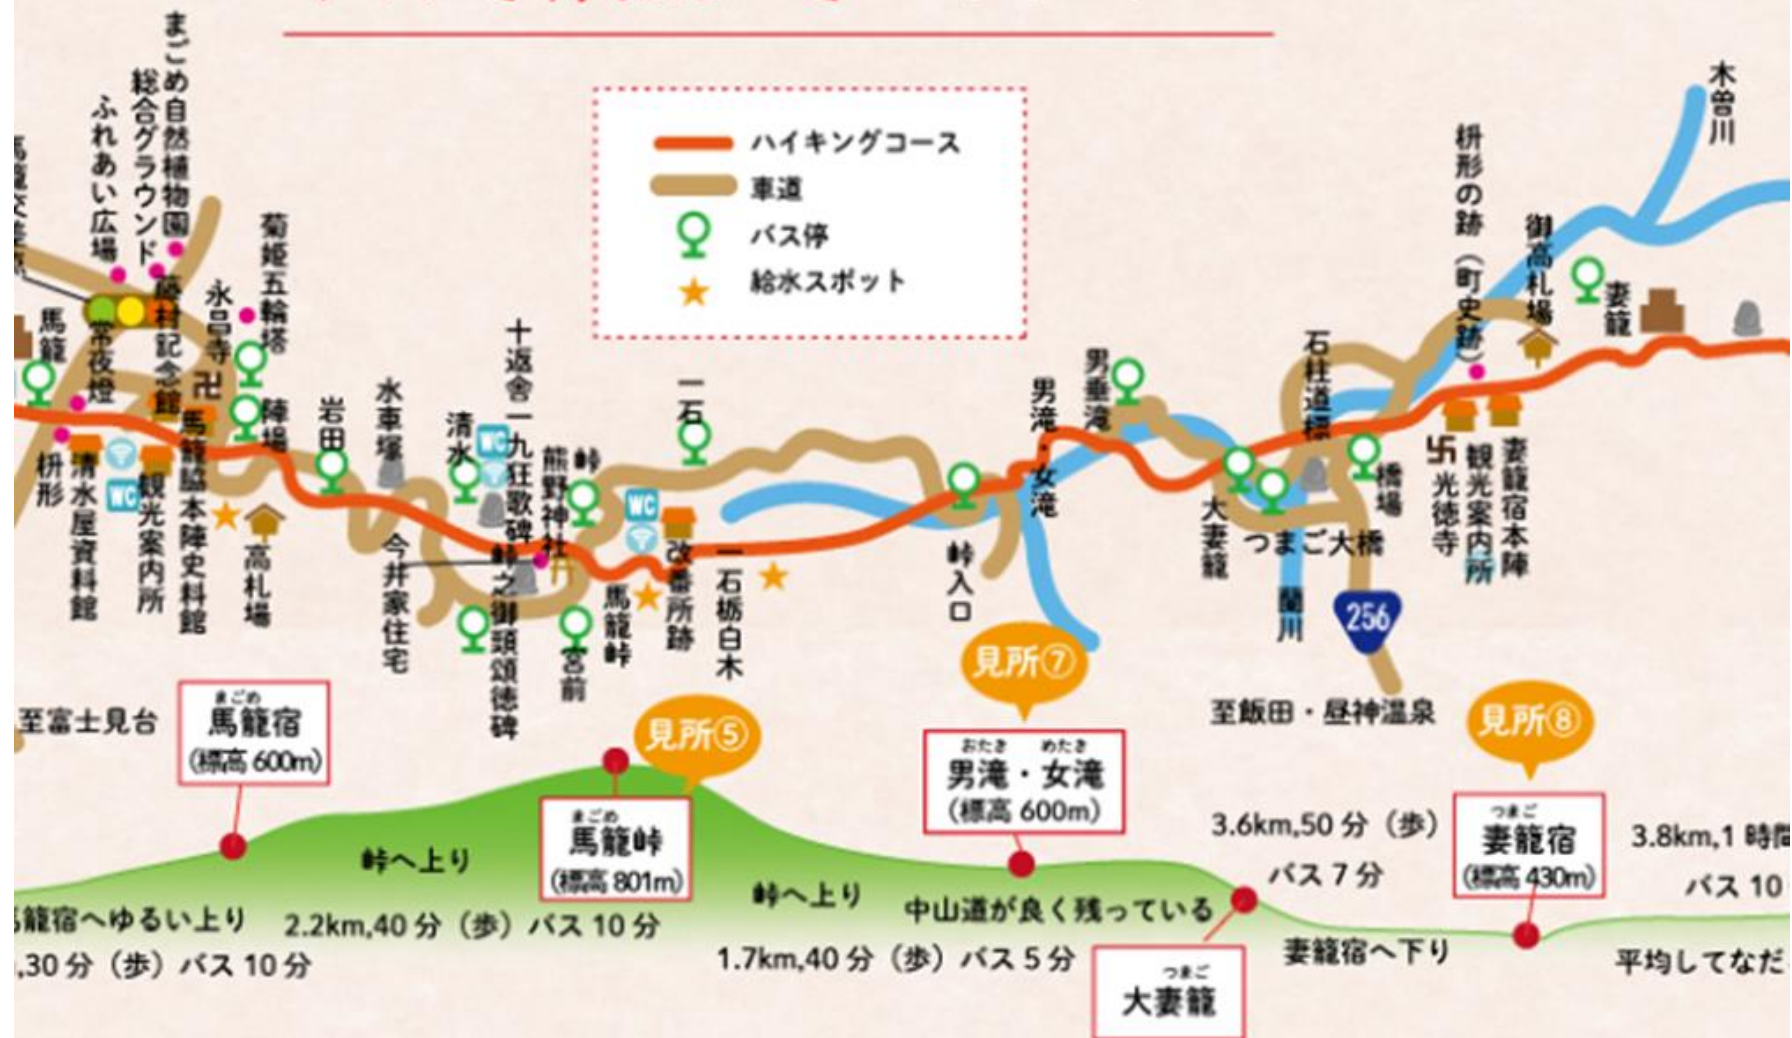 ハイキングコース
車道
バス停
給水スポット
まごめ自然植物園
総合グラウンド
ふれあい広場
菊姫五輪塔
永昌寺
藤村記念館
常夜燈
馬籠
陣場
枡形
清水屋資料館
WC
観光案内所
馬籠脇本陣史料館
高札場
岩田
水車塚
今井家住宅
清水
WC
十返舎一九狂歌碑
熊野神社
峠
峠之御頭頌徳碑
宮前
馬籠峠
WC
一石
改番所跡
一石栃白木
峠入口
男滝・女滝
男垂滝
大妻籠
つまご大橋
蘭川
石柱道標
橋場
256
至飯田・昼神温泉
枡形の跡（町史跡）
御高札場
木曽川
妻籠
光徳寺
観光案内所
妻籠宿本陣
至富士見台
まごめ
馬籠宿
（標高 600m）
見所⑤
まごめ
馬籠峠
（標高 801m）
見所⑦
おたき めたき
男滝・女滝
（標高 600m）
見所⑧
つまご
妻籠宿
（標高 430m）
つまご
大妻籠
籠宿へゆるい上り
,30 分（歩）バス 10 分
峠へ上り
2.2km,40 分（歩）バス 10 分
峠へ上り
1.7km,40 分（歩）バス 5 分
中山道が良く残っている
3.6km,50 分（歩）
バス 7 分
妻籠宿へ下り
3.8km,1 時間
バス 10
平均してなだ